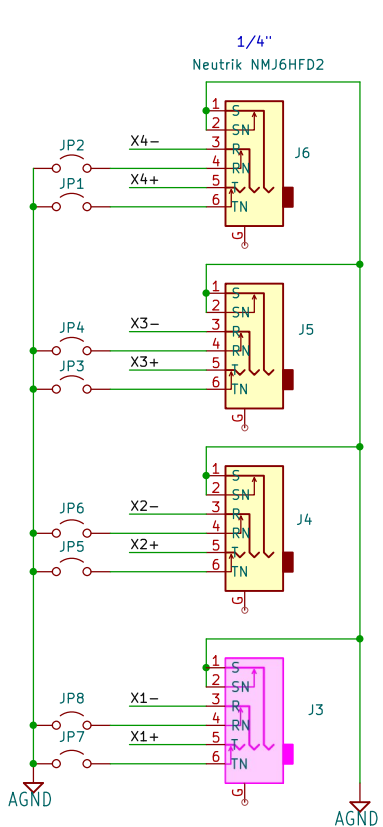 1/4"
Neutrik NMJ6HFD2
1 S
2 SN
JP2 X4- 3 R J6
4 RN
JP1 X4+ 5 T
6 TN
G
1 S
2 SN
JP4 X3- 3 R J5
4 RN
JP3 X3+ 5 T
6 TN
G
1 S
2 SN
JP6 X2- 3 R J4
4 RN
JP5 X2+ 5 T
6 TN
G
1 S
2 SN
JP8 X1- 3 R J3
4 RN
JP7 X1+ 5 T
6 TN
G
AGND
AGND